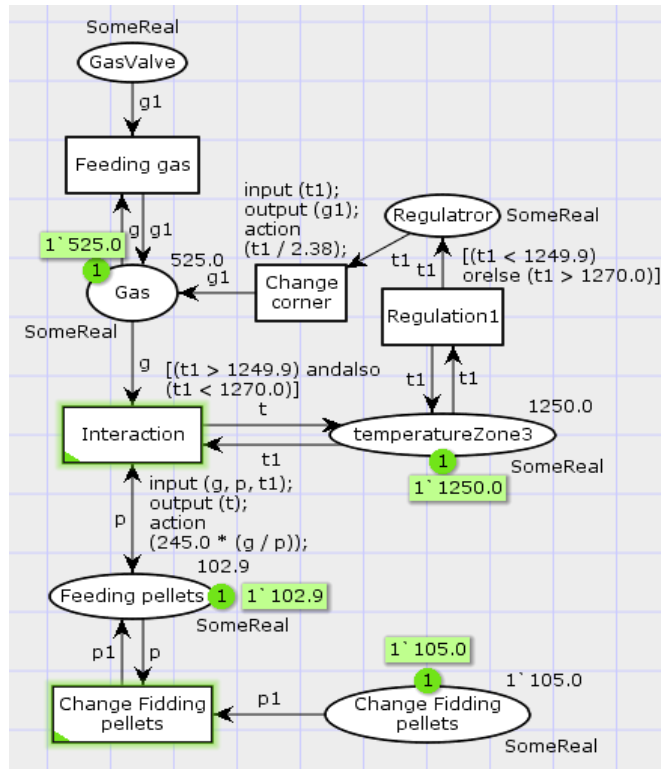 SomeReal
GasValve
g1
Feeding gas
g
g1
1`525.0
1
525.0
Gas
SomeReal
input (t1);
output (g1);
action
(t1 / 2.38);
g1
Change
corner
Regulatror
SomeReal
t1
t1
[(t1 < 1249.9)
orelse (t1 > 1270.0)]
Regulation1
t1
t1
g
[(t1 > 1249.9) andalso
(t1 < 1270.0)]
t
Interaction
t1
1250.0
temperatureZone3
1
SomeReal
1`1250.0
input (g, p, t1);
output (t);
action
(245.0 * (g / p));
p
102.9
Feeding pellets
1
1`102.9
SomeReal
p1
p
Change Fidding
pellets
p1
1`105.0
1
1`105.0
Change Fidding
pellets
SomeReal